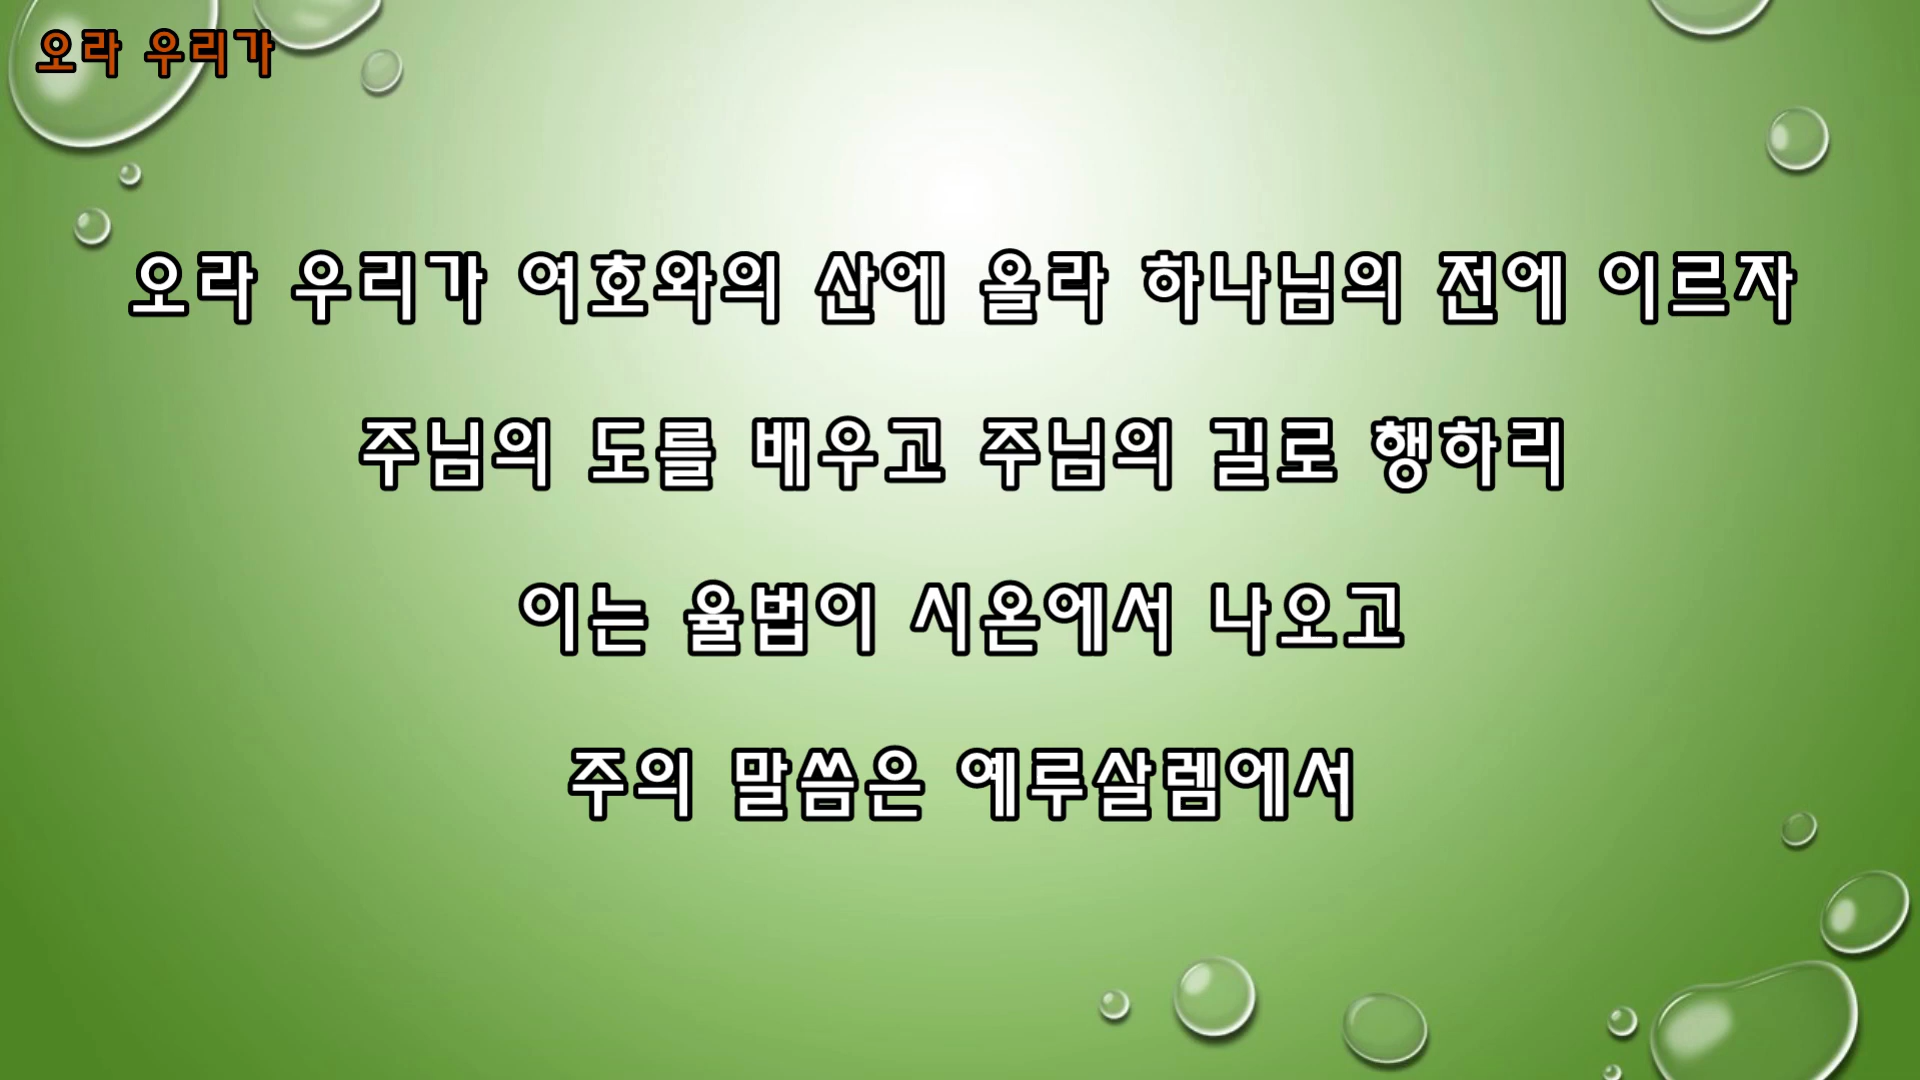 오라 우리가
오라 우리가 여호와의 산에 올라 하나님의 전에 이르자
주님의 도를 배우고 주님의 길로 행하리
이는 율법이 시온에서 나오고
주의 말씀은 예루살렘에서